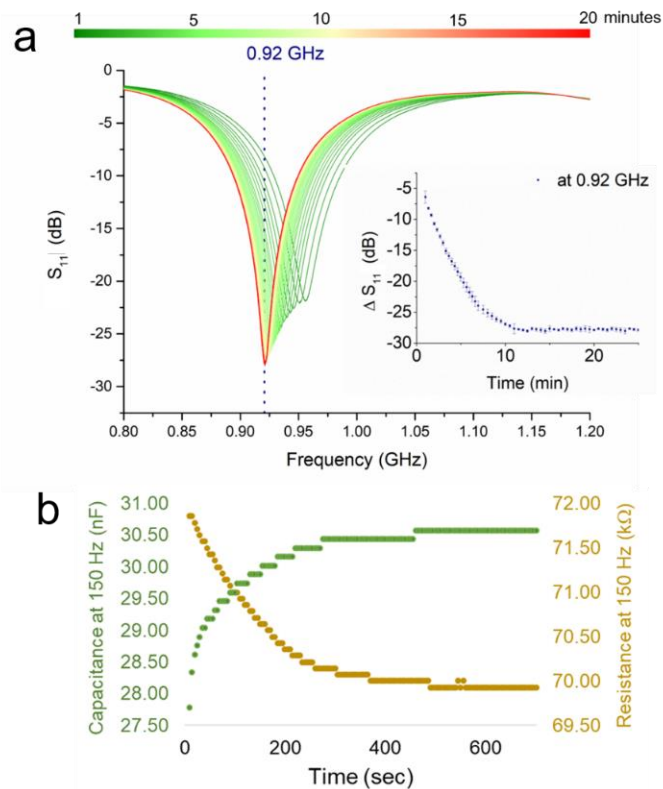 1 5 10 15 20 minutes
a
0.92 GHz
0
-5
-10
-15
-20
-25
-30
S11| (dB)
0.80 0.85 0.90 0.95 1.00 1.05 1.10 1.15 1.20
Frequency (GHz)
at 0.92 GHz
-5
-10
-15
-20
-25
-30
Δ S11 (dB)
0 10 20
Time (min)
b
31.00
30.50
30.00
29.50
29.00
28.50
28.00
27.50
Capacitance at 150 Hz (nF)
72.00
71.50
71.00
70.50
70.00
69.50
Resistance at 150 Hz (kΩ)
0 200 400 600
Time (sec)